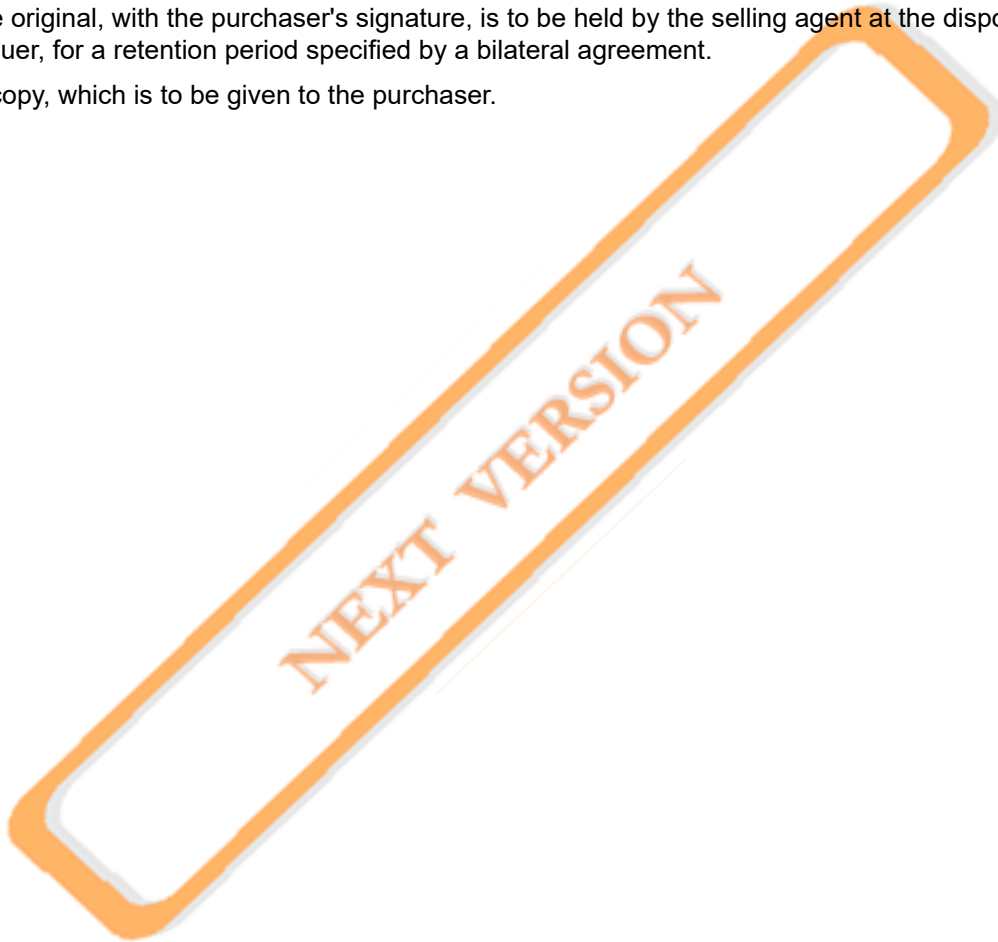 e original, with the purchaser's signature, is to be held by the selling agent at the dispo
uer, for a retention period specified by a bilateral agreement.
copy, which is to be given to the purchaser.
NEXT VERSION